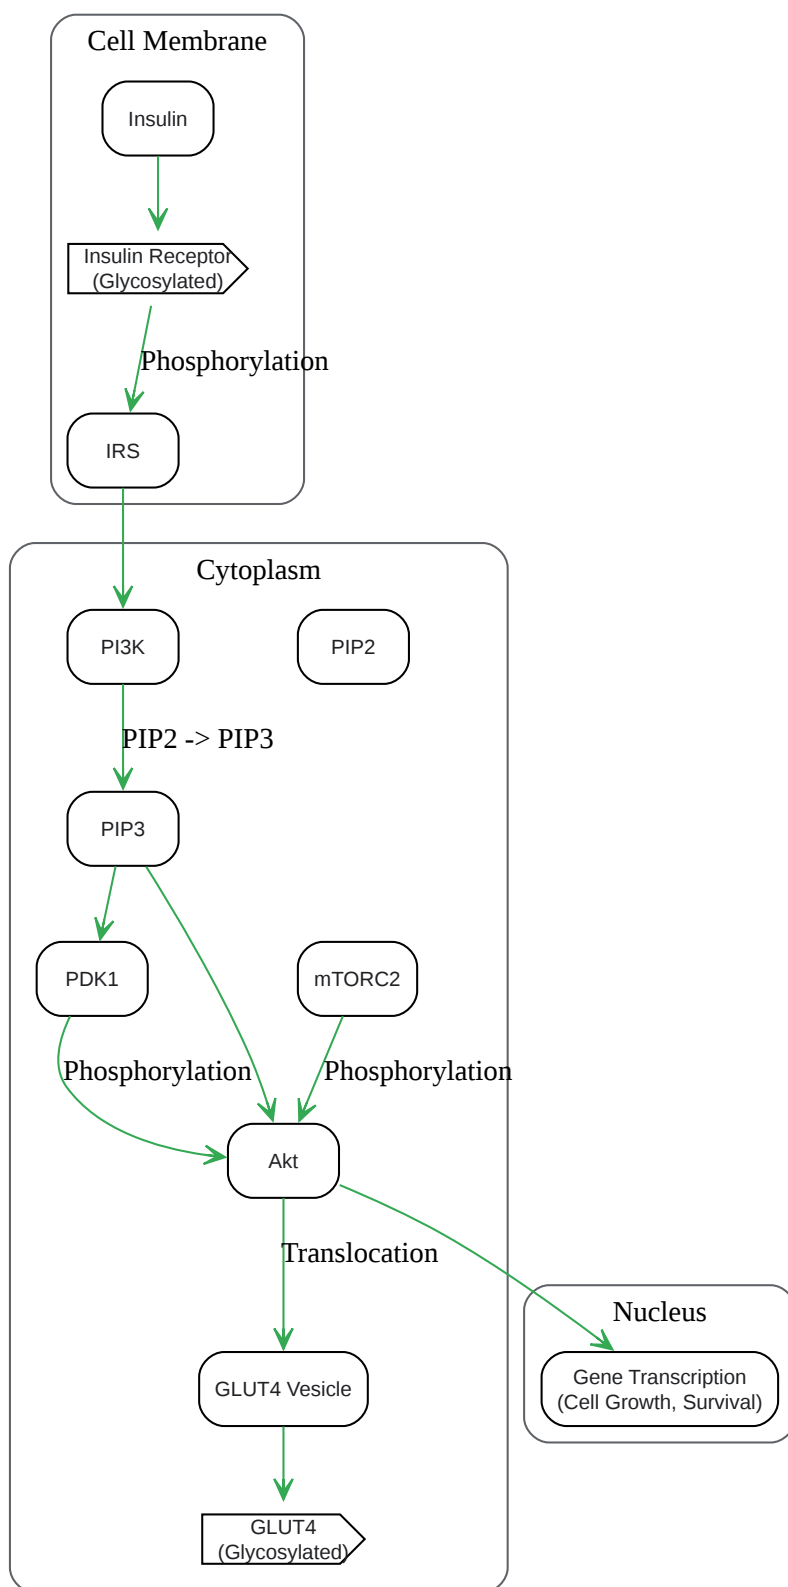 Cell Membrane
Insulin
Insulin Receptor
(Glycosylated)
Phosphorylation
IRS
Cytoplasm
PI3K
PIP2
PIP2 -> PIP3
PIP3
PDK1
mTORC2
Phosphorylation
Phosphorylation
Akt
Translocation
Nucleus
Gene Transcription
(Cell Growth, Survival)
GLUT4 Vesicle
GLUT4
(Glycosylated)